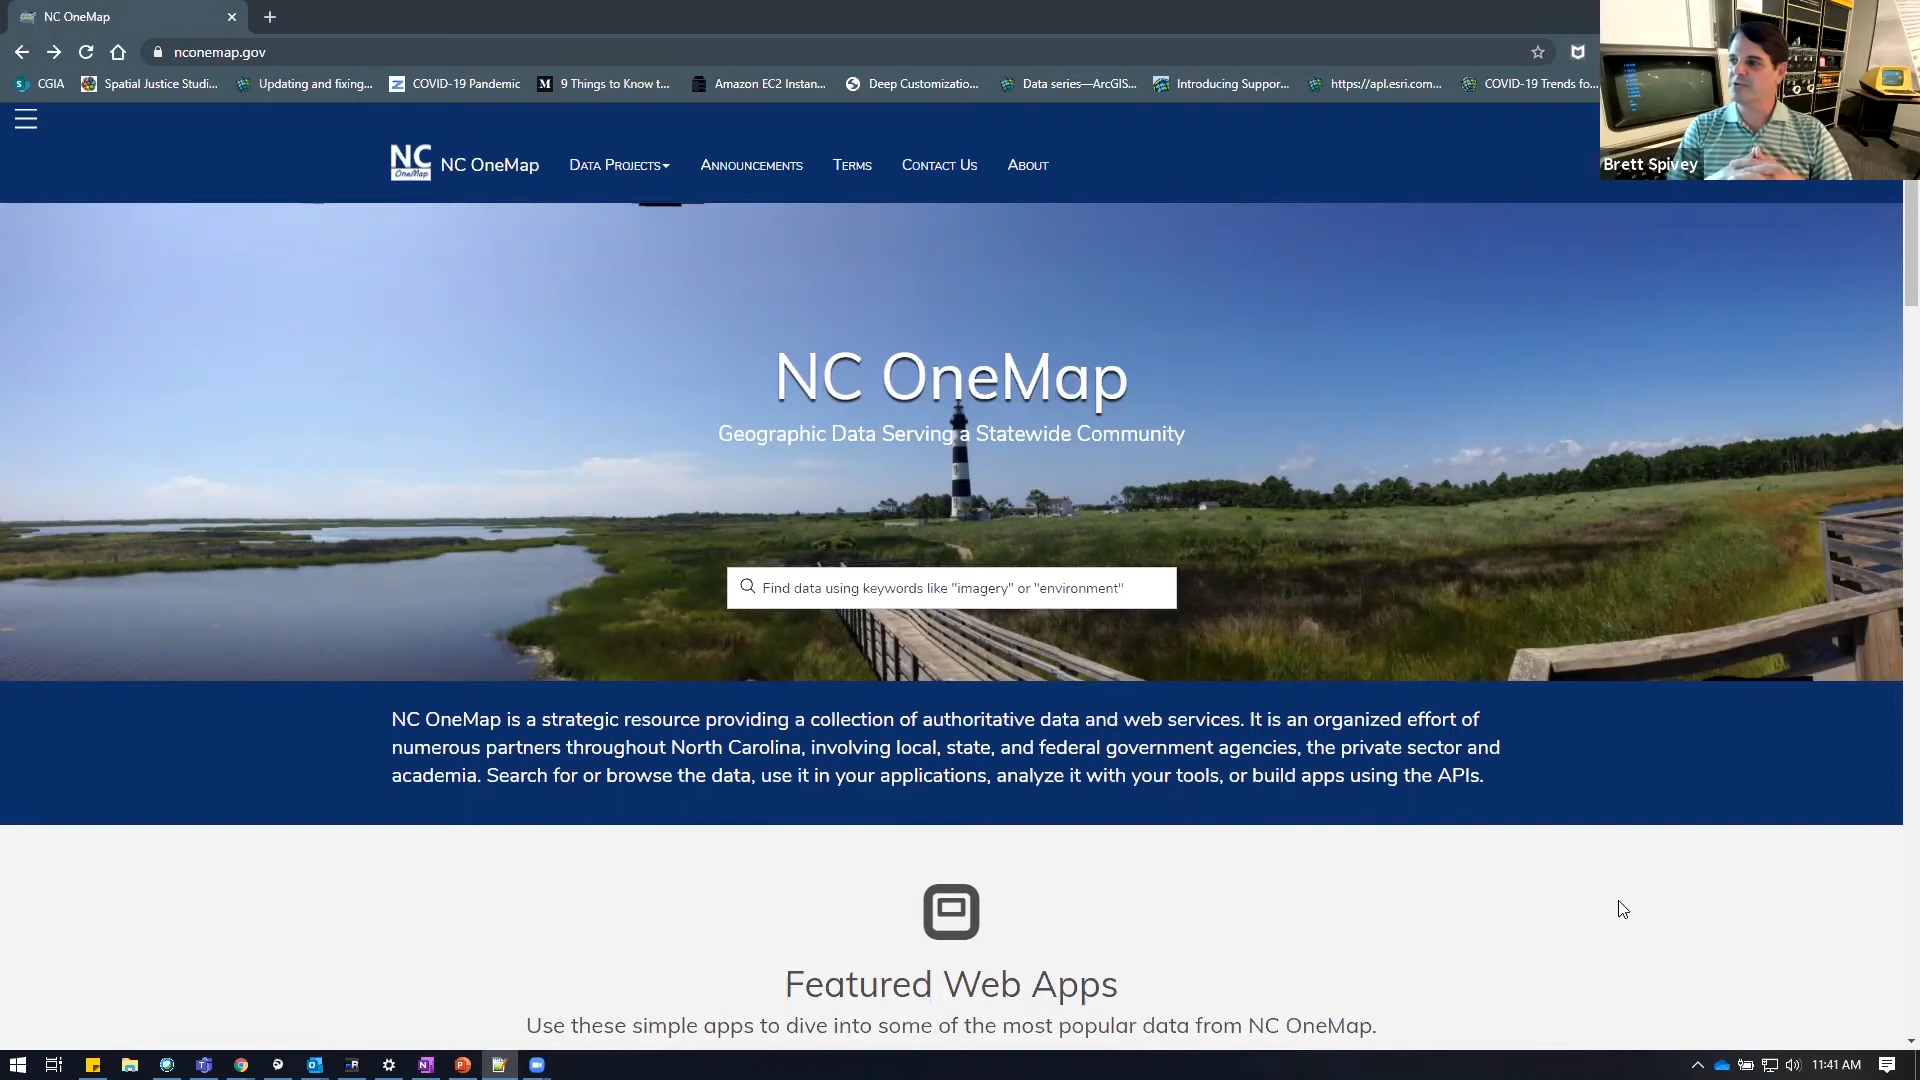 NC OneMap
nconemap.gov
CGIA
Spatial Justice Studi...
Updating and fixing...
COVID-19 Pandemic
9 Things to Know t...
Amazon EC2 Instan...
Deep Customizatio...
Data series—ArcGIS...
Introducing Suppor...
https://apl.esri.com...
COVID-19 Trends fo...
Brett Spivey
NC
OneMap
NC OneMap
Data Projects
Announcements
Terms
Contact Us
About
NC OneMap
Geographic Data Serving a Statewide Community
Find data using keywords like "imagery" or "environment"
NC OneMap is a strategic resource providing a collection of authoritative data and web services. It is an organized effort of
numerous partners throughout North Carolina, involving local, state, and federal government agencies, the private sector and
academia. Search for or browse the data, use it in your applications, analyze it with your tools, or build apps using the APIs.
Featured Web Apps
Use these simple apps to dive into some of the most popular data from NC OneMap.
11:41 AM